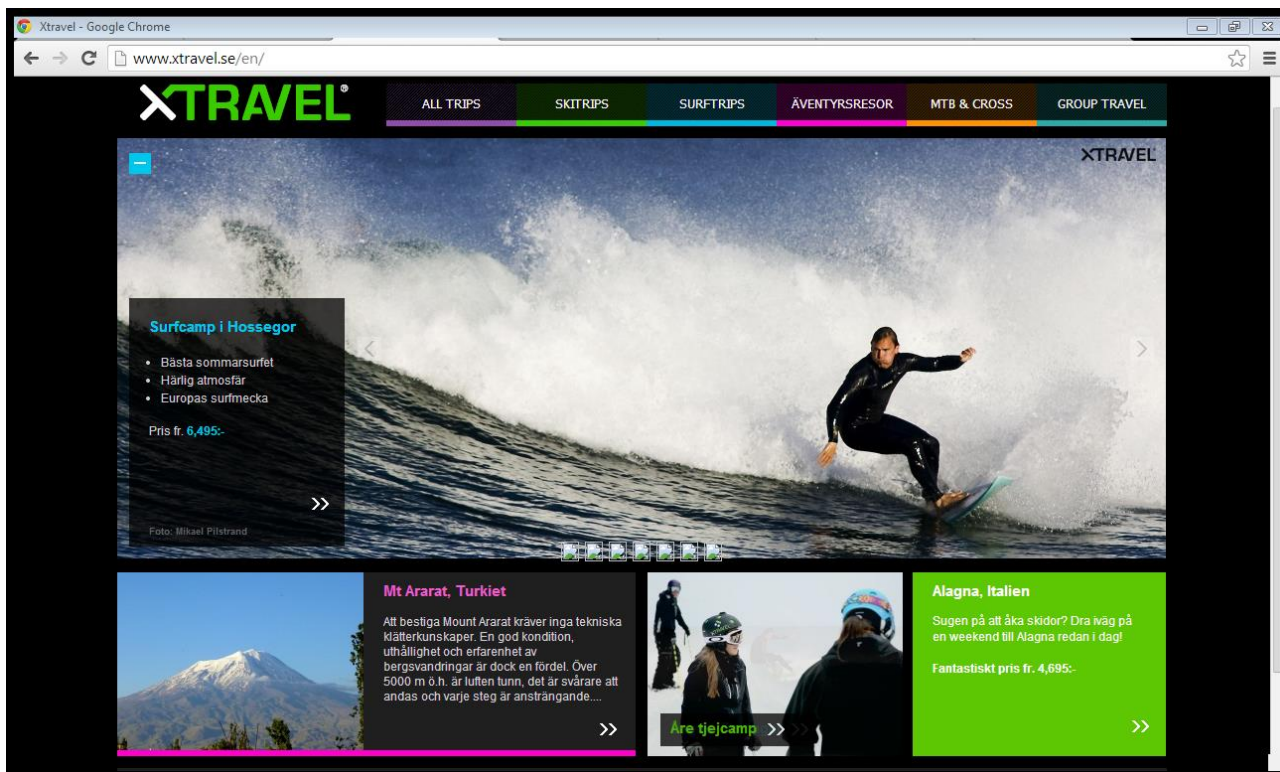 Xtravel - Google Chrome
www.xtravel.se/en/
XTRAVEL®
ALL TRIPS
SKITRIPS
SURFTRIPS
ÄVENTYRSRESOR
MTB & CROSS
GROUP TRAVEL
XTRAVEL
Surfcamp i Hossegor
• Bästa sommarsurfet
• Härlig atmosfär
• Europas surfmecka
Pris fr. 6,495:-
Foto: Mikael Pilstrand
Mt Ararat, Turkiet
Att bestiga Mount Ararat kräver inga tekniska
klätterkunskaper. En god kondition,
uthållighet och erfarenhet av
bergsvandringar är dock en fördel. Över
5000 m ö.h. är luften tunn, det är svårare att
andas och varje steg är ansträngande....
Åre tjejcamp
Alagna, Italien
Sugen på att åka skidor? Dra iväg på
en weekend till Alagna redan i dag!
Fantastiskt pris fr. 4,695:-